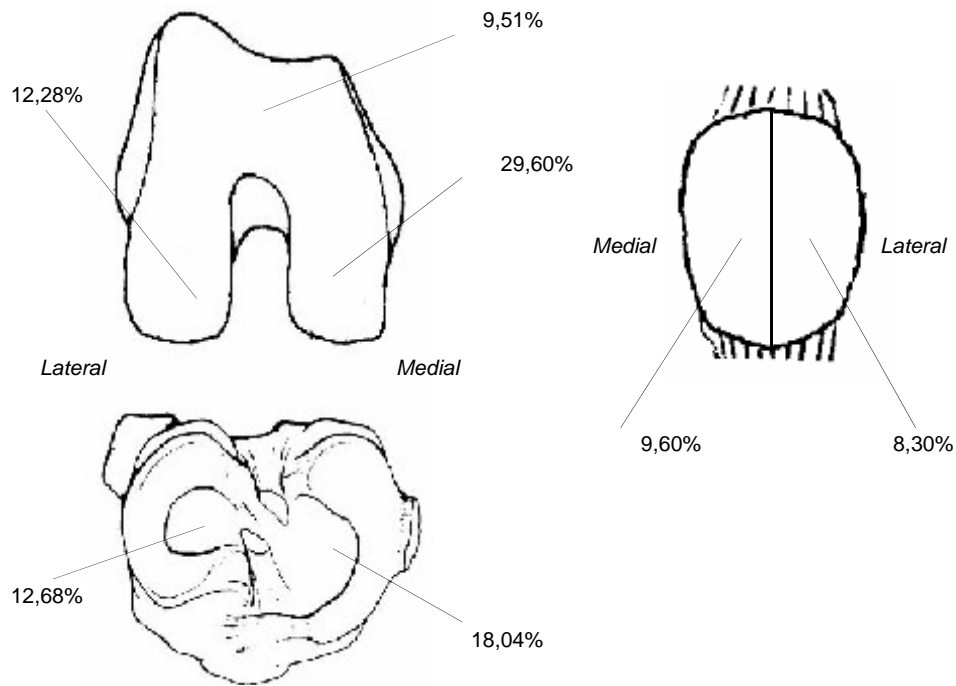 9,51%
12,28%
29,60%
Medial
Lateral
Lateral
Medial
9,60%
8,30%
12,68%
18,04%